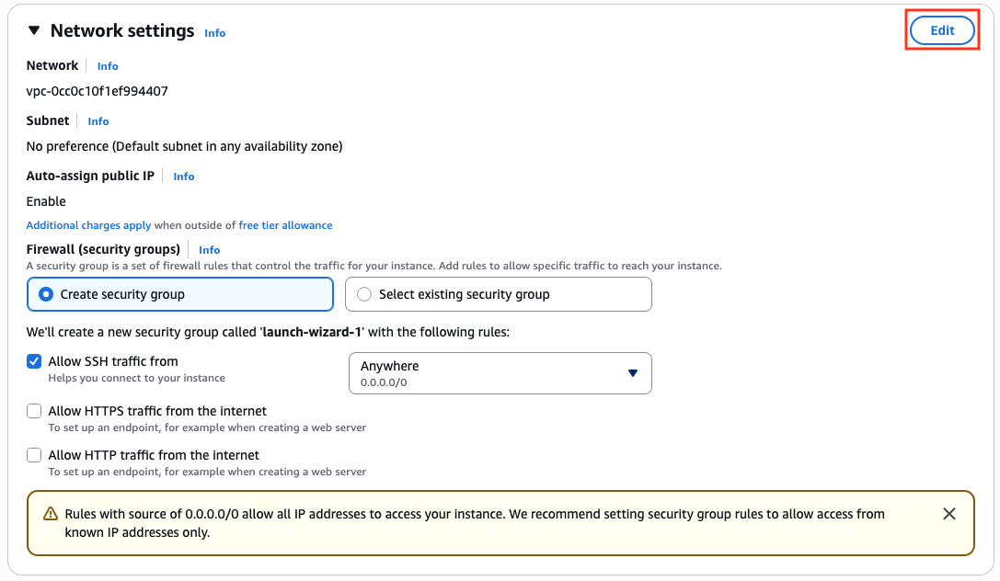 Network settings Info
Edit
Network Info
vpc-0cc0c10f1ef994407
Subnet Info
No preference (Default subnet in any availability zone)
Auto-assign public IP Info
Enable
Additional charges apply when outside of free tier allowance
Firewall (security groups) Info
A security group is a set of firewall rules that control the traffic for your instance. Add rules to allow specific traffic to reach your instance.
Create security group
Select existing security group
We'll create a new security group called 'launch-wizard-1' with the following rules:
Allow SSH traffic from
Helps you connect to your instance
Anywhere
0.0.0.0/0
Allow HTTPS traffic from the internet
To set up an endpoint, for example when creating a web server
Allow HTTP traffic from the internet
To set up an endpoint, for example when creating a web server
Rules with source of 0.0.0.0/0 allow all IP addresses to access your instance. We recommend setting security group rules to allow access from
known IP addresses only.